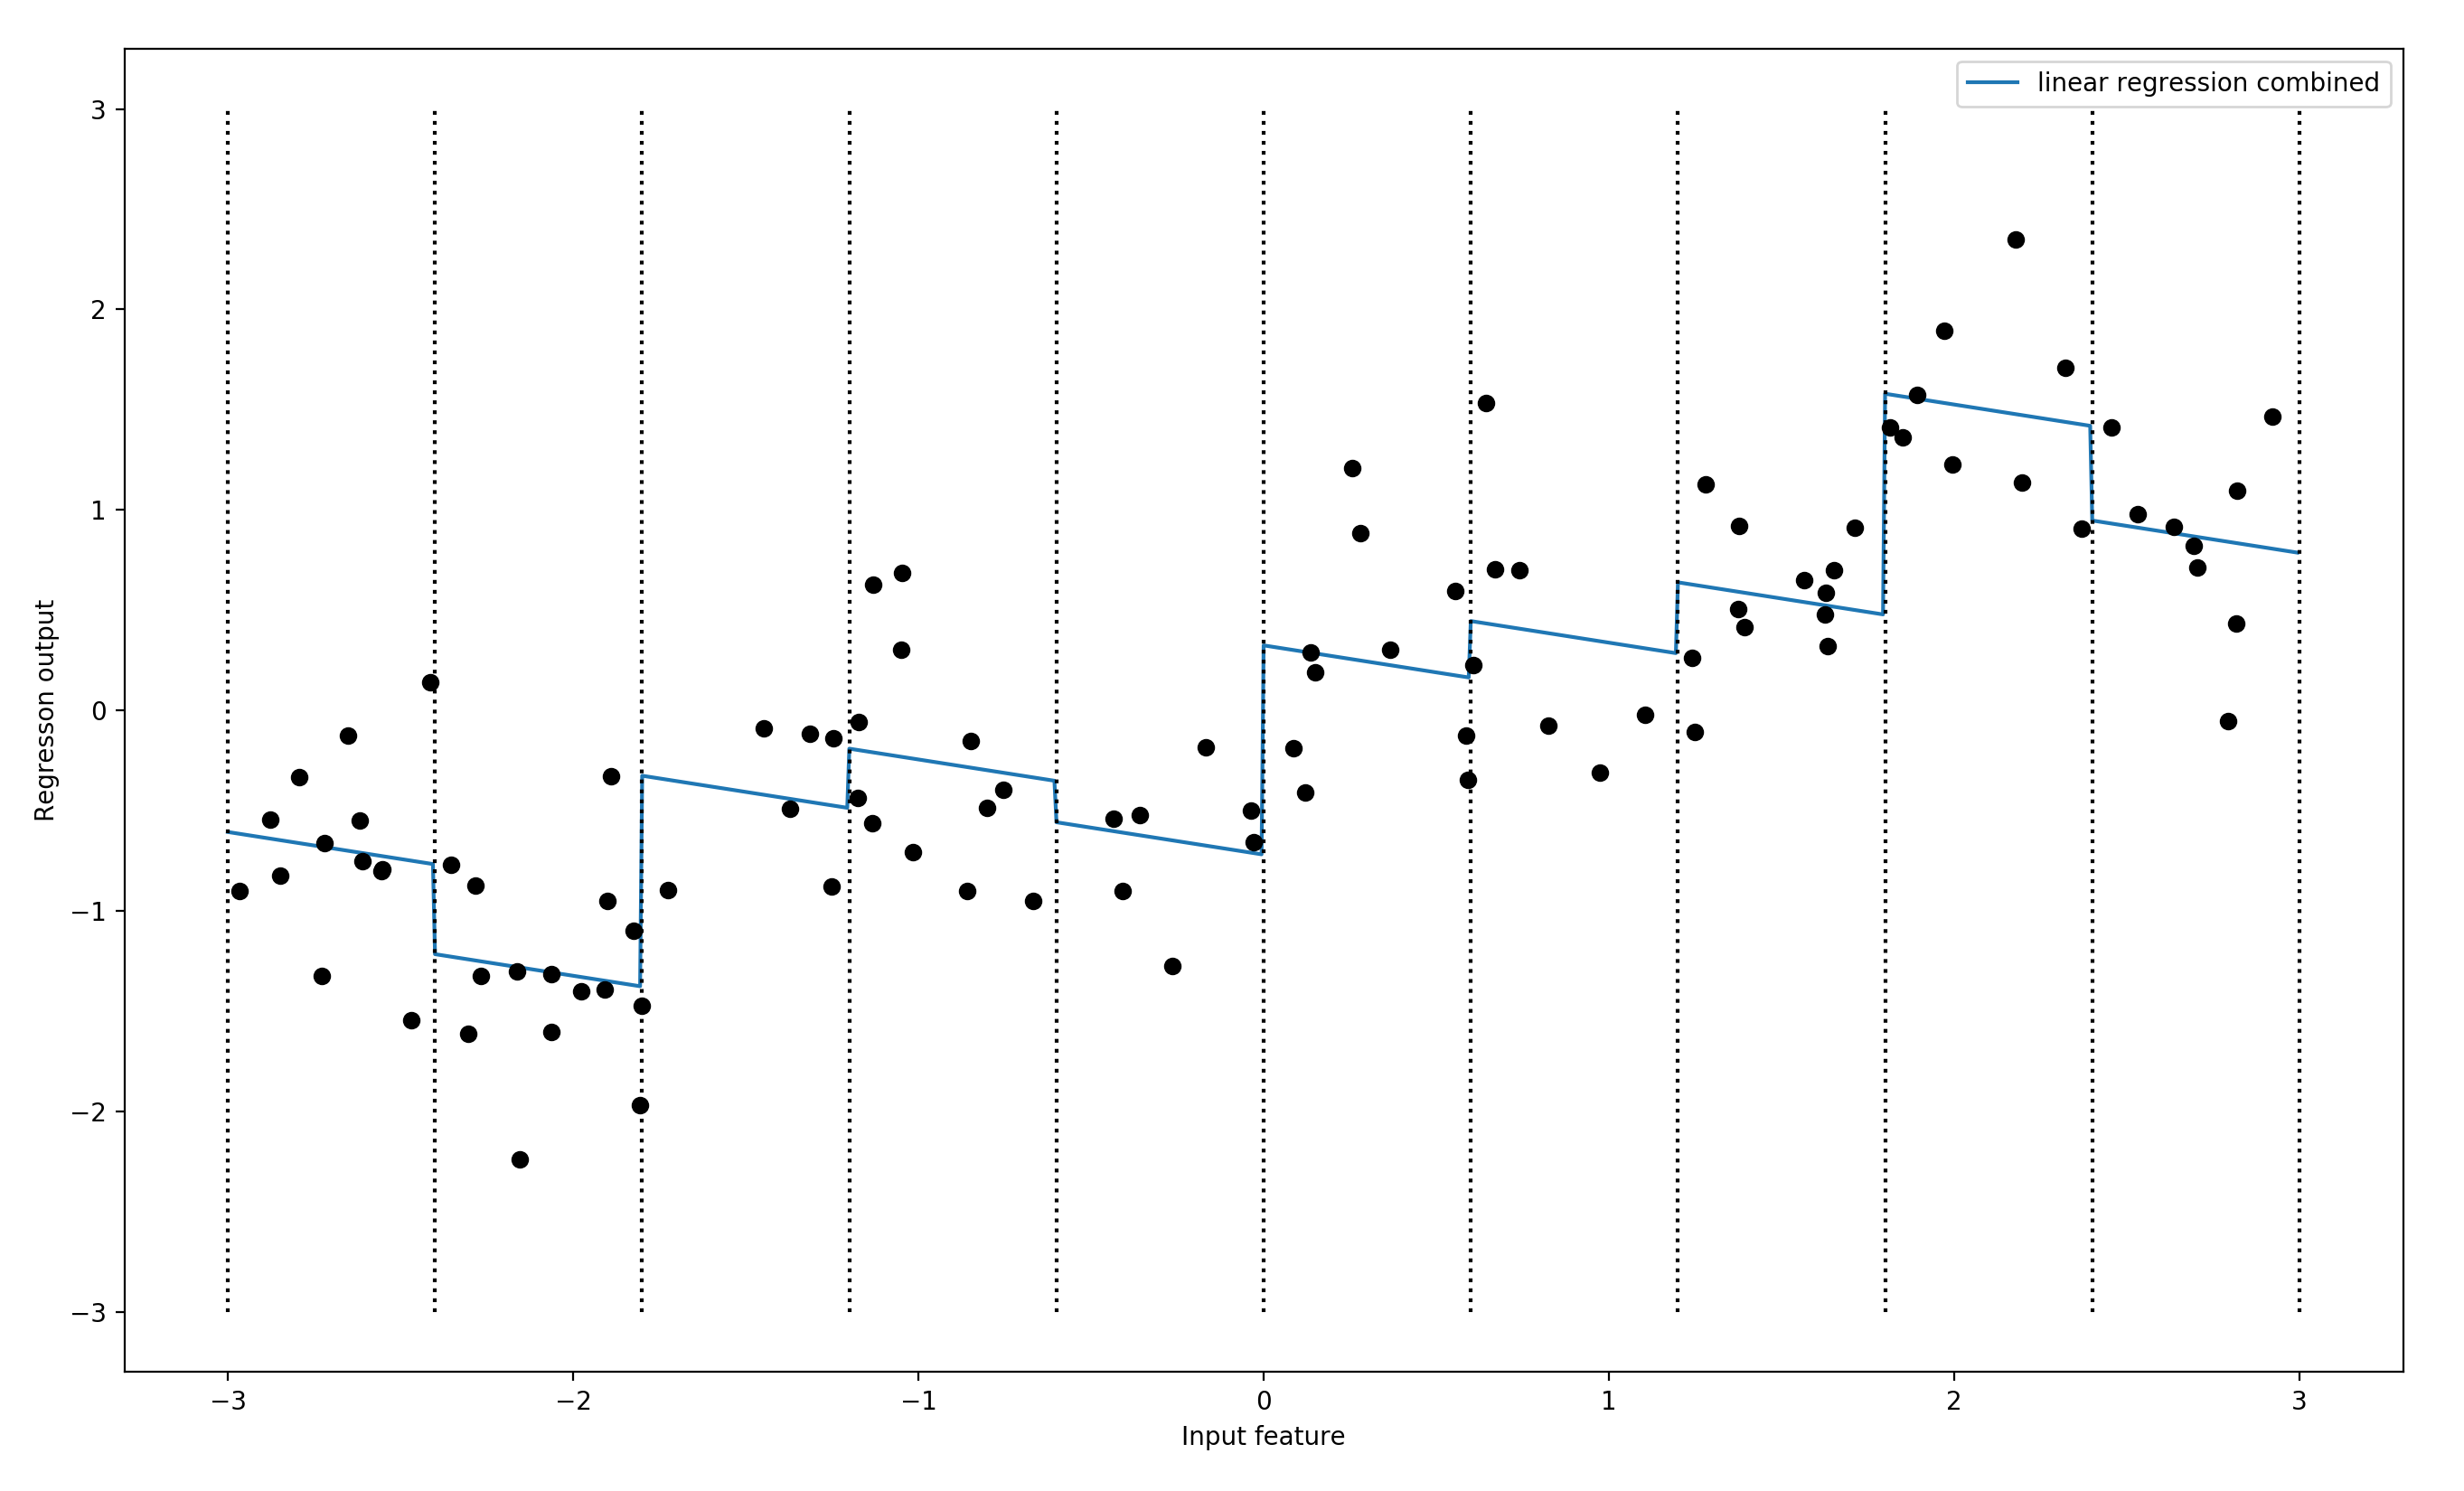 linear regression combined
3
2
1
0
−1
−2
−3
Regresson output
−3 −2 −1 0 1 2 3
Input feature